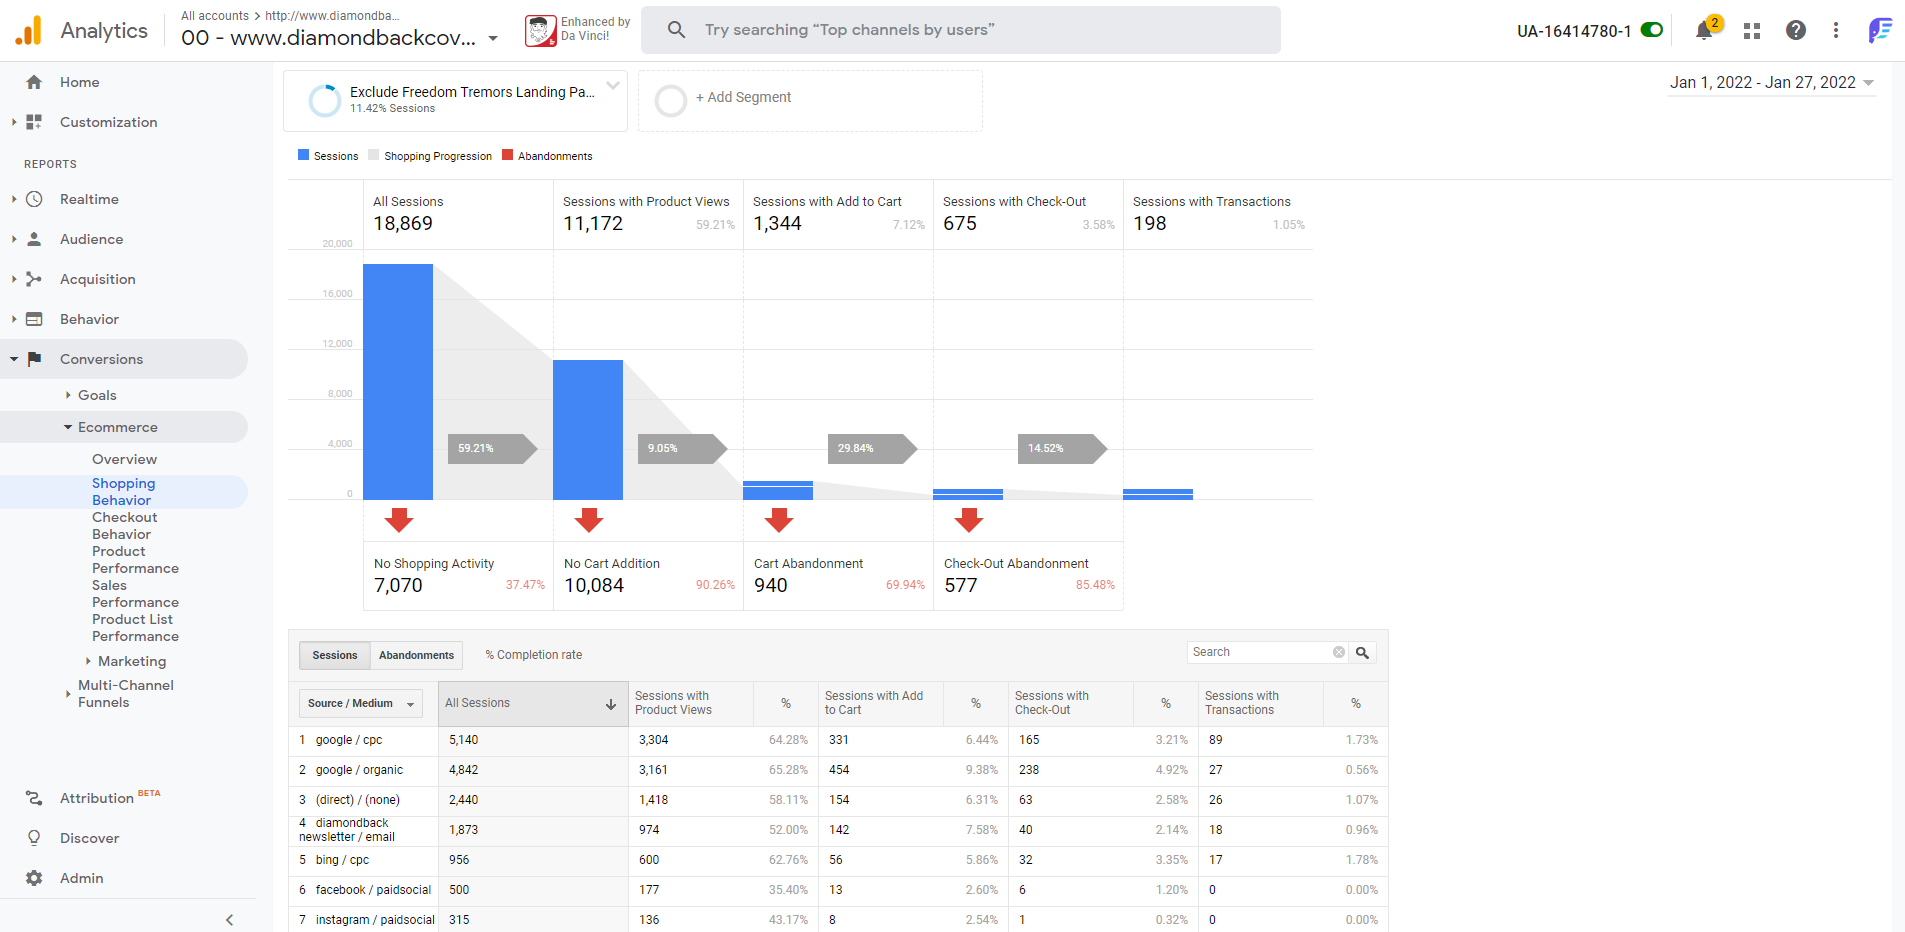 Analytics
All accounts > http://www.diamondba...
00 - www.diamondbackcov...
Enhanced by
Da Vinci!
Try searching “Top channels by users”
UA-16414780-1
2
Home
Customization
REPORTS
Realtime
Audience
Acquisition
Behavior
Conversions
Goals
Ecommerce
Overview
Shopping
Behavior
Checkout
Behavior
Product
Performance
Sales
Performance
Product List
Performance
Marketing
Multi-Channel
Funnels
Attribution BETA
Discover
Admin
Exclude Freedom Tremors Landing Pa...
11.42% Sessions
+ Add Segment
Jan 1, 2022 - Jan 27, 2022
Sessions Shopping Progression Abandonments
All Sessions
18,869
Sessions with Product Views
11,172 59.21%
Sessions with Add to Cart
1,344 7.12%
Sessions with Check-Out
675 3.58%
Sessions with Transactions
198 1.05%
20,000
16,000
12,000
8,000
4,000
0
59.21%
9.05%
29.84%
14.52%
No Shopping Activity
7,070 37.47%
No Cart Addition
10,084 90.26%
Cart Abandonment
940 69.94%
Check-Out Abandonment
577 85.48%
Sessions Abandonments % Completion rate
Search
Source / Medium
All Sessions
Sessions with
Product Views
%
Sessions with Add
to Cart
%
Sessions with
Check-Out
%
Sessions with
Transactions
%
1 google / cpc 5,140 3,304 64.28% 331 6.44% 165 3.21% 89 1.73%
2 google / organic 4,842 3,161 65.28% 454 9.38% 238 4.92% 27 0.56%
3 (direct) / (none) 2,440 1,418 58.11% 154 6.31% 63 2.58% 26 1.07%
4 diamondback
newsletter / email 1,873 974 52.00% 142 7.58% 40 2.14% 18 0.96%
5 bing / cpc 956 600 62.76% 56 5.86% 32 3.35% 17 1.78%
6 facebook / paidsocial 500 177 35.40% 13 2.60% 6 1.20% 0 0.00%
7 instagram / paidsocial 315 136 43.17% 8 2.54% 1 0.32% 0 0.00%